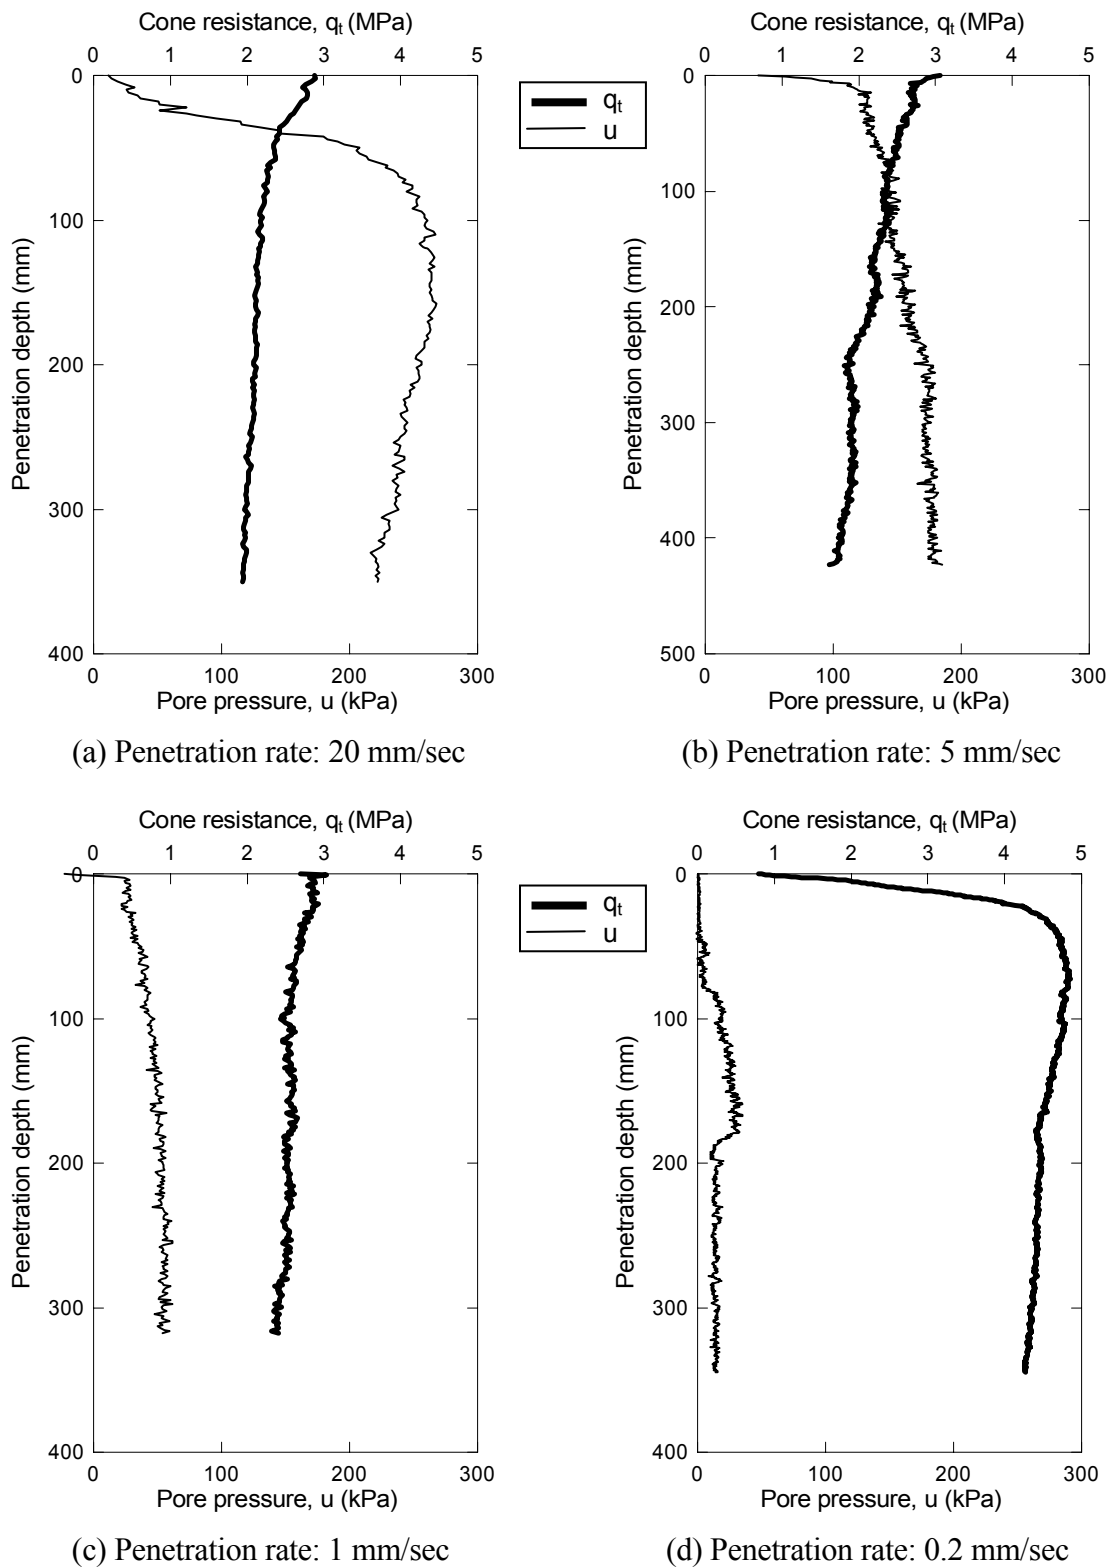 Cone resistance, qt (MPa)
0 1 2 3 4 5
Penetration depth (mm)
0
100
200
300
400
0 100 200 300
Pore pressure, u (kPa)
(a) Penetration rate: 20 mm/sec
qt
u
Cone resistance, qt (MPa)
0 1 2 3 4 5
Penetration depth (mm)
0
100
200
300
400
500
0 100 200 300
Pore pressure, u (kPa)
(b) Penetration rate: 5 mm/sec
Cone resistance, qt (MPa)
0 1 2 3 4 5
Penetration depth (mm)
0
100
200
300
400
0 100 200 300
Pore pressure, u (kPa)
(c) Penetration rate: 1 mm/sec
qt
u
Cone resistance, qt (MPa)
0 1 2 3 4 5
Penetration depth (mm)
0
100
200
300
400
0 100 200 300
Pore pressure, u (kPa)
(d) Penetration rate: 0.2 mm/sec